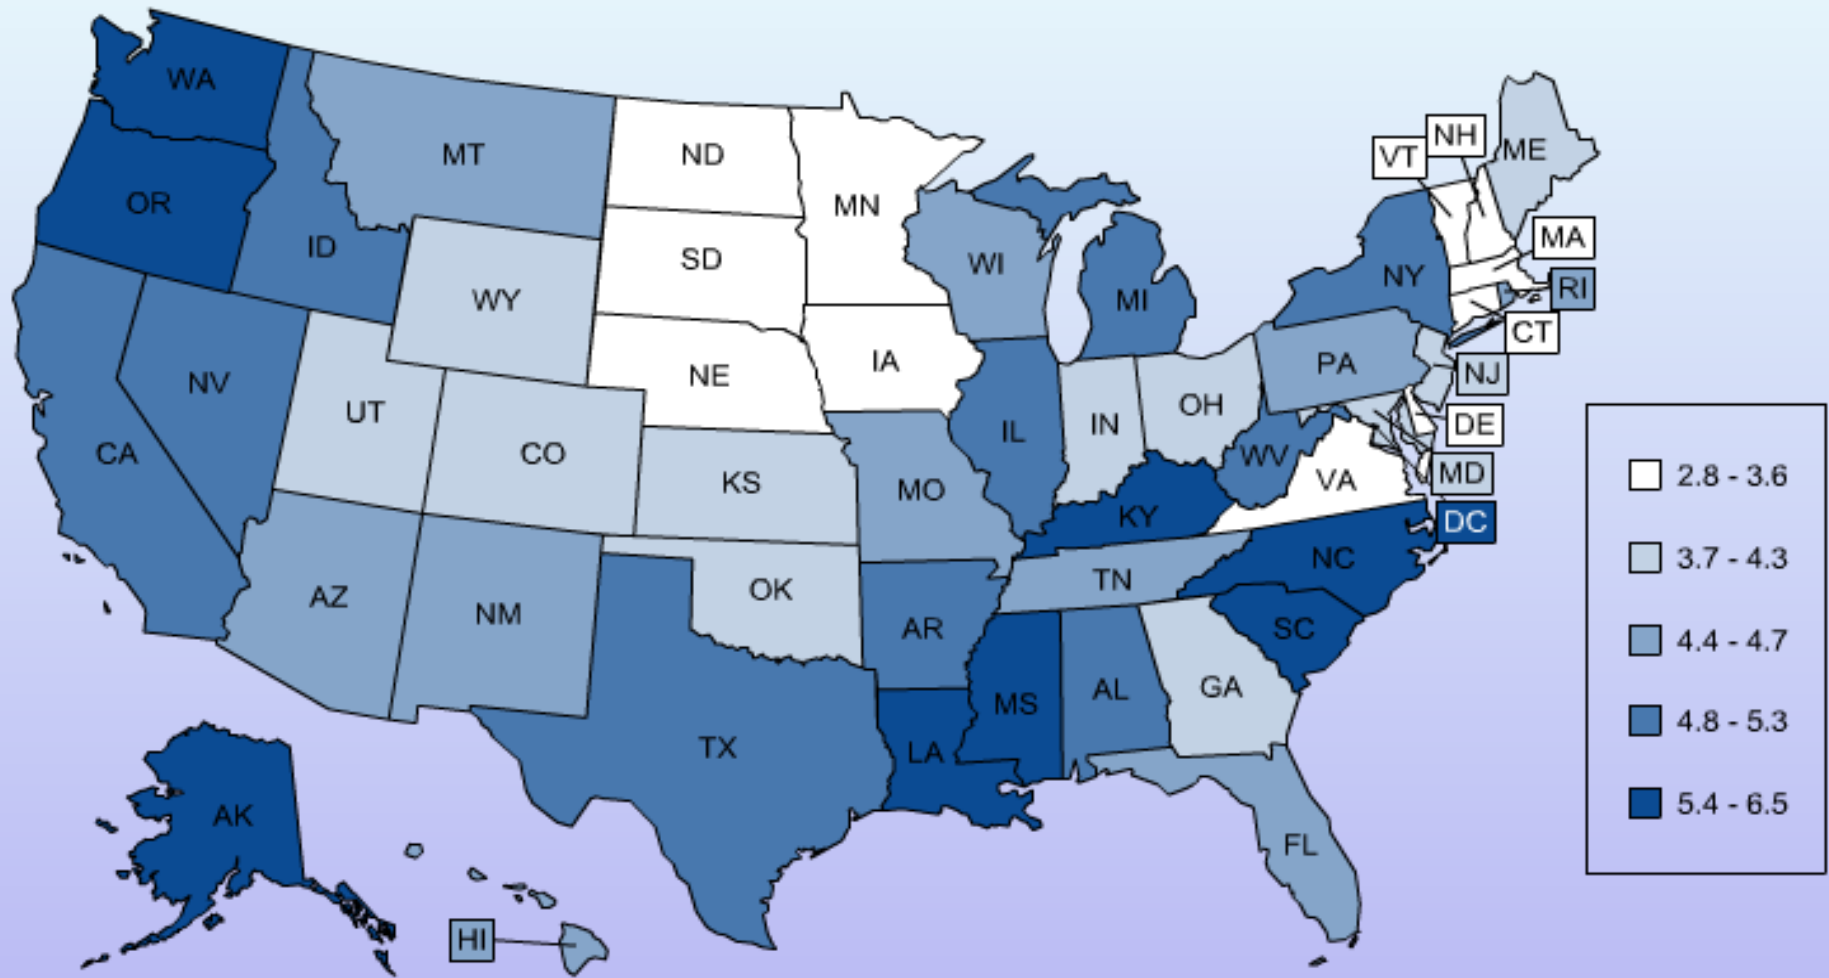 WA
MT
ND
MN
OR
ID
SD
WI
WY
MI
NY
VT
NH
ME
MA
RI
CT
NV
UT
CO
NE
IA
CA
KS
MO
IL
IN
OH
PA
NJ
DE
WV
MD
VA
DC
KY
NC
TN
SC
AZ
NM
OK
AR
TX
LA
MS
AL
GA
FL
AK
HI
2.8 - 3.6
3.7 - 4.3
4.4 - 4.7
4.8 - 5.3
5.4 - 6.5